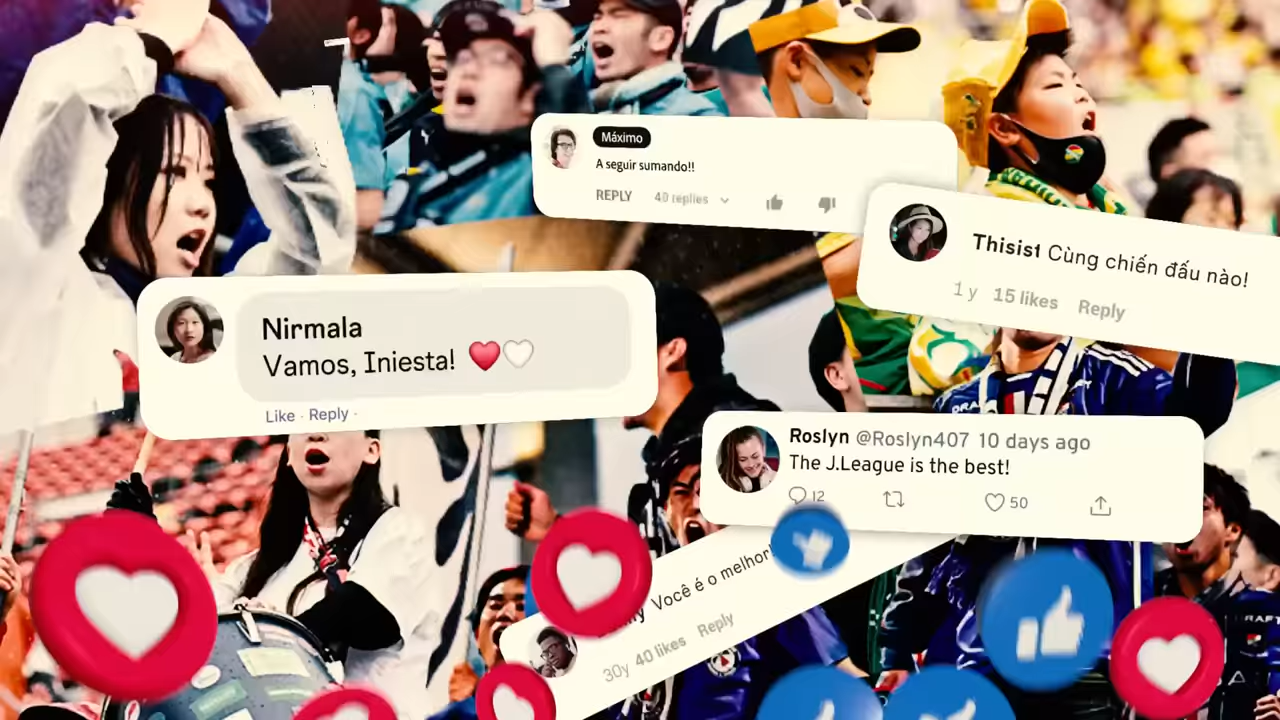 Máximo
A seguir sumando!!
REPLY 40 replies
Thisist Cùng chiến đấu nào!
1 y 15 likes Reply
Nirmala
Vamos, Iniesta! ❤️🤍
Like · Reply ·
Roslyn @Roslyn407 10 days ago
The J.League is the best!
12 50
Você é o melhor!
30y 40 likes Reply